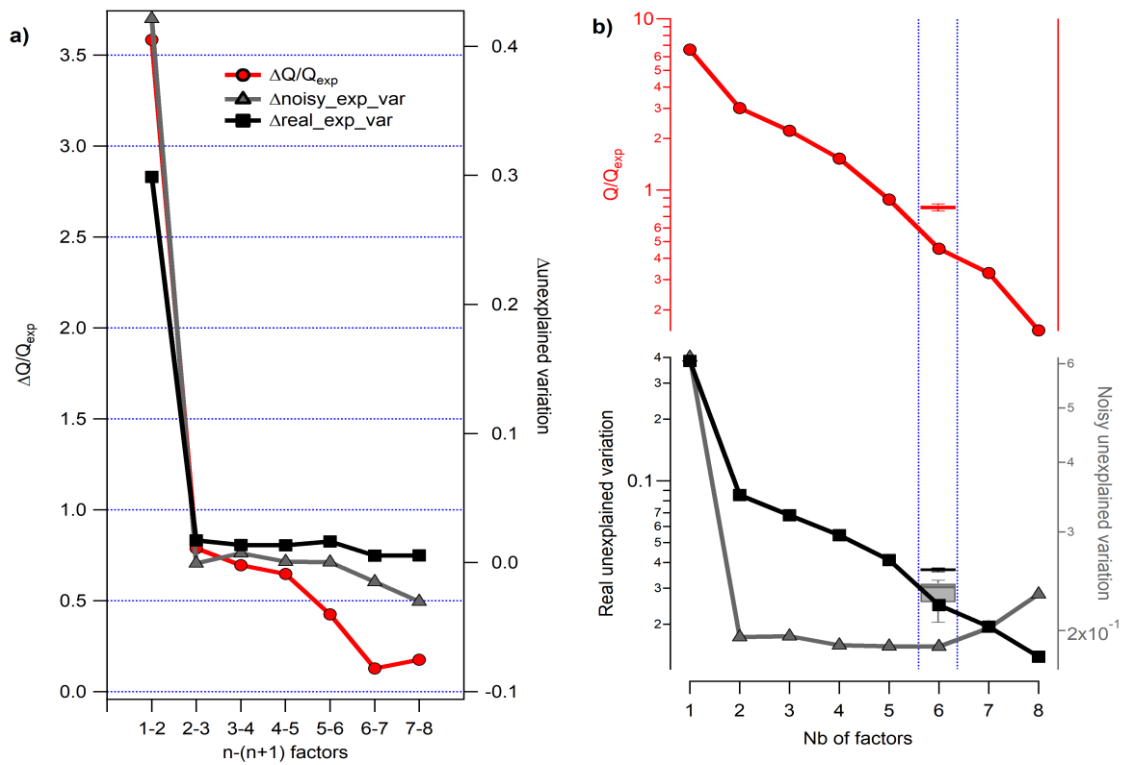 a)
ΔQ/Qexp
Δnoisy_exp_var
Δreal_exp_var
3.5
3.0
2.5
2.0
1.5
1.0
0.5
0.0
ΔQ/Qexp
0.4
0.3
0.2
0.1
0.0
-0.1
Δunexplained variation
1-2 2-3 3-4 4-5 5-6 6-7 7-8
n-(n+1) factors
b)
10
6
5
4
3
2
1
6
5
4
3
2
Q/Qexp
4
3
2
0.1
7
6
5
4
3
2
Real unexplained variation
6
5
4
3
2x10⁻¹
Noisy unexplained variation
1 2 3 4 5 6 7 8
Nb of factors